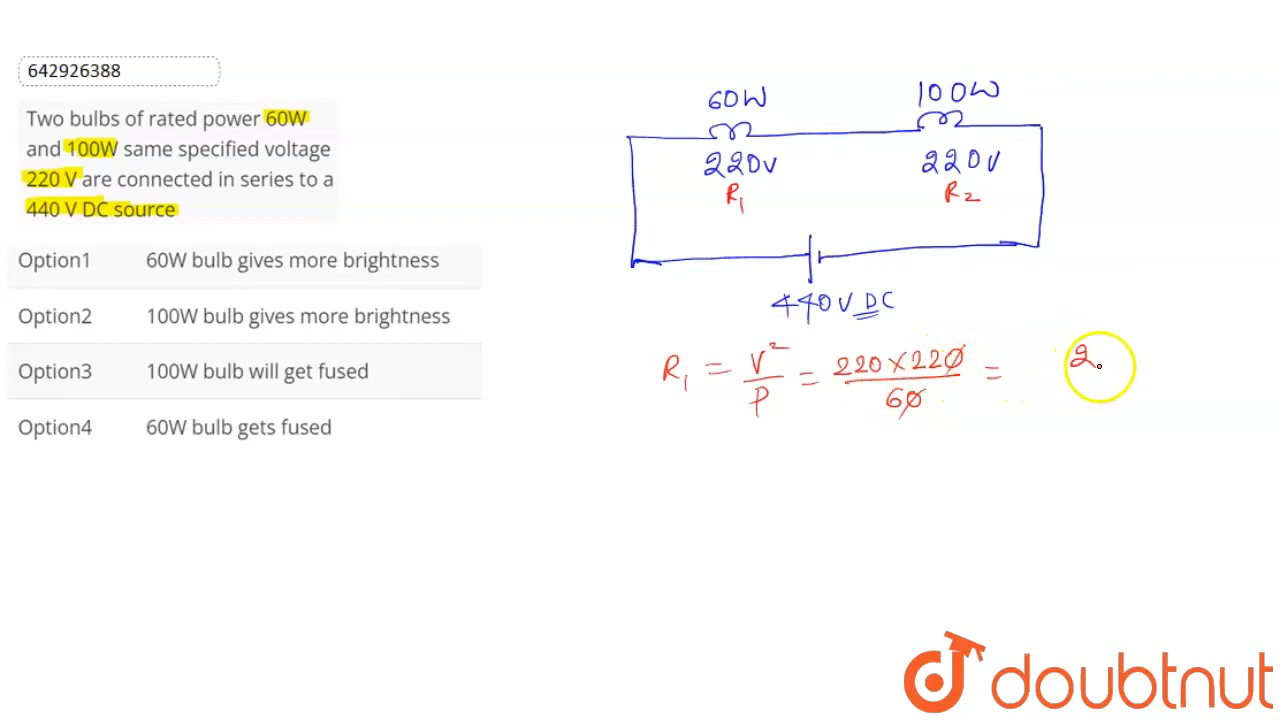 642926388
Two bulbs of rated power 60W
and 100W same specified voltage
220 V are connected in series to a
440 V DC source
Option1 60W bulb gives more brightness
Option2 100W bulb gives more brightness
Option3 100W bulb will get fused
Option4 60W bulb gets fused
60W 100W
220V 220V
R₁ R₂
440V DC
R₁ = V²/P = 220×220/60 = 2
doubtnut